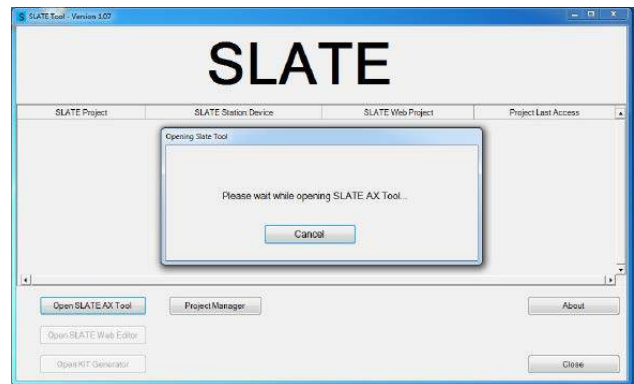 SLATE Tool - Version 1.07
SLATE
SLATE Project SLATE Station Device SLATE Web Project Project Last Access
Opening Slate Tool
Please wait while opening SLATE AX Tool...
Cancel
Open SLATE AX Tool Project Manager About
Open SLATE Web Editor
Open KIT Generator Close